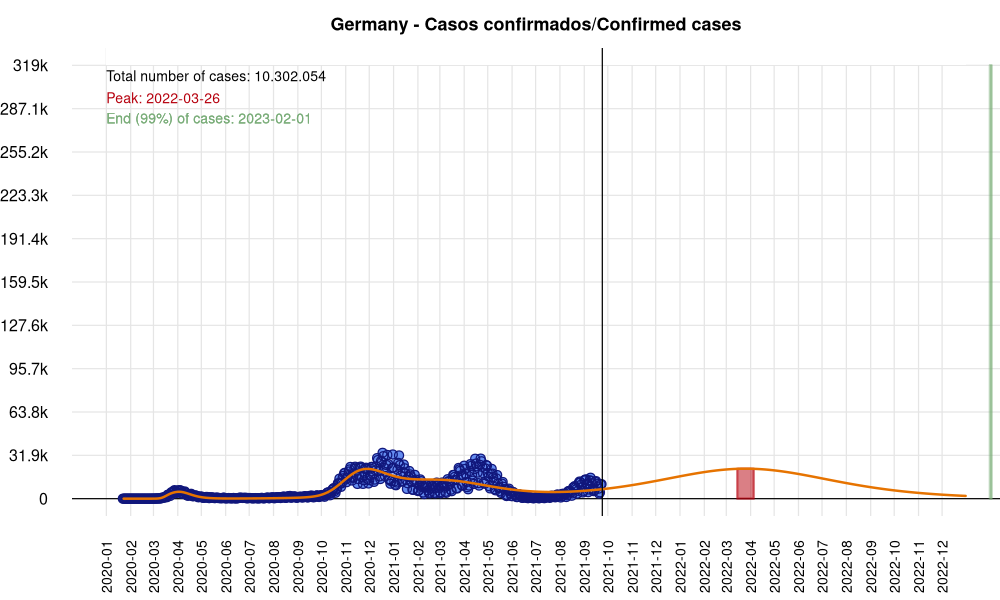 Germany - Casos confirmados/Confirmed cases
Total number of cases: 10.302.054
Peak: 2022-03-26
End (99%) of cases: 2023-02-01
319k
287.1k
255.2k
223.3k
191.4k
159.5k
127.6k
95.7k
63.8k
31.9k
0
2020-01
2020-02
2020-03
2020-04
2020-05
2020-06
2020-07
2020-08
2020-09
2020-10
2020-11
2020-12
2021-01
2021-02
2021-03
2021-04
2021-05
2021-06
2021-07
2021-08
2021-09
2021-10
2021-11
2021-12
2022-01
2022-02
2022-03
2022-04
2022-05
2022-06
2022-07
2022-08
2022-09
2022-10
2022-11
2022-12